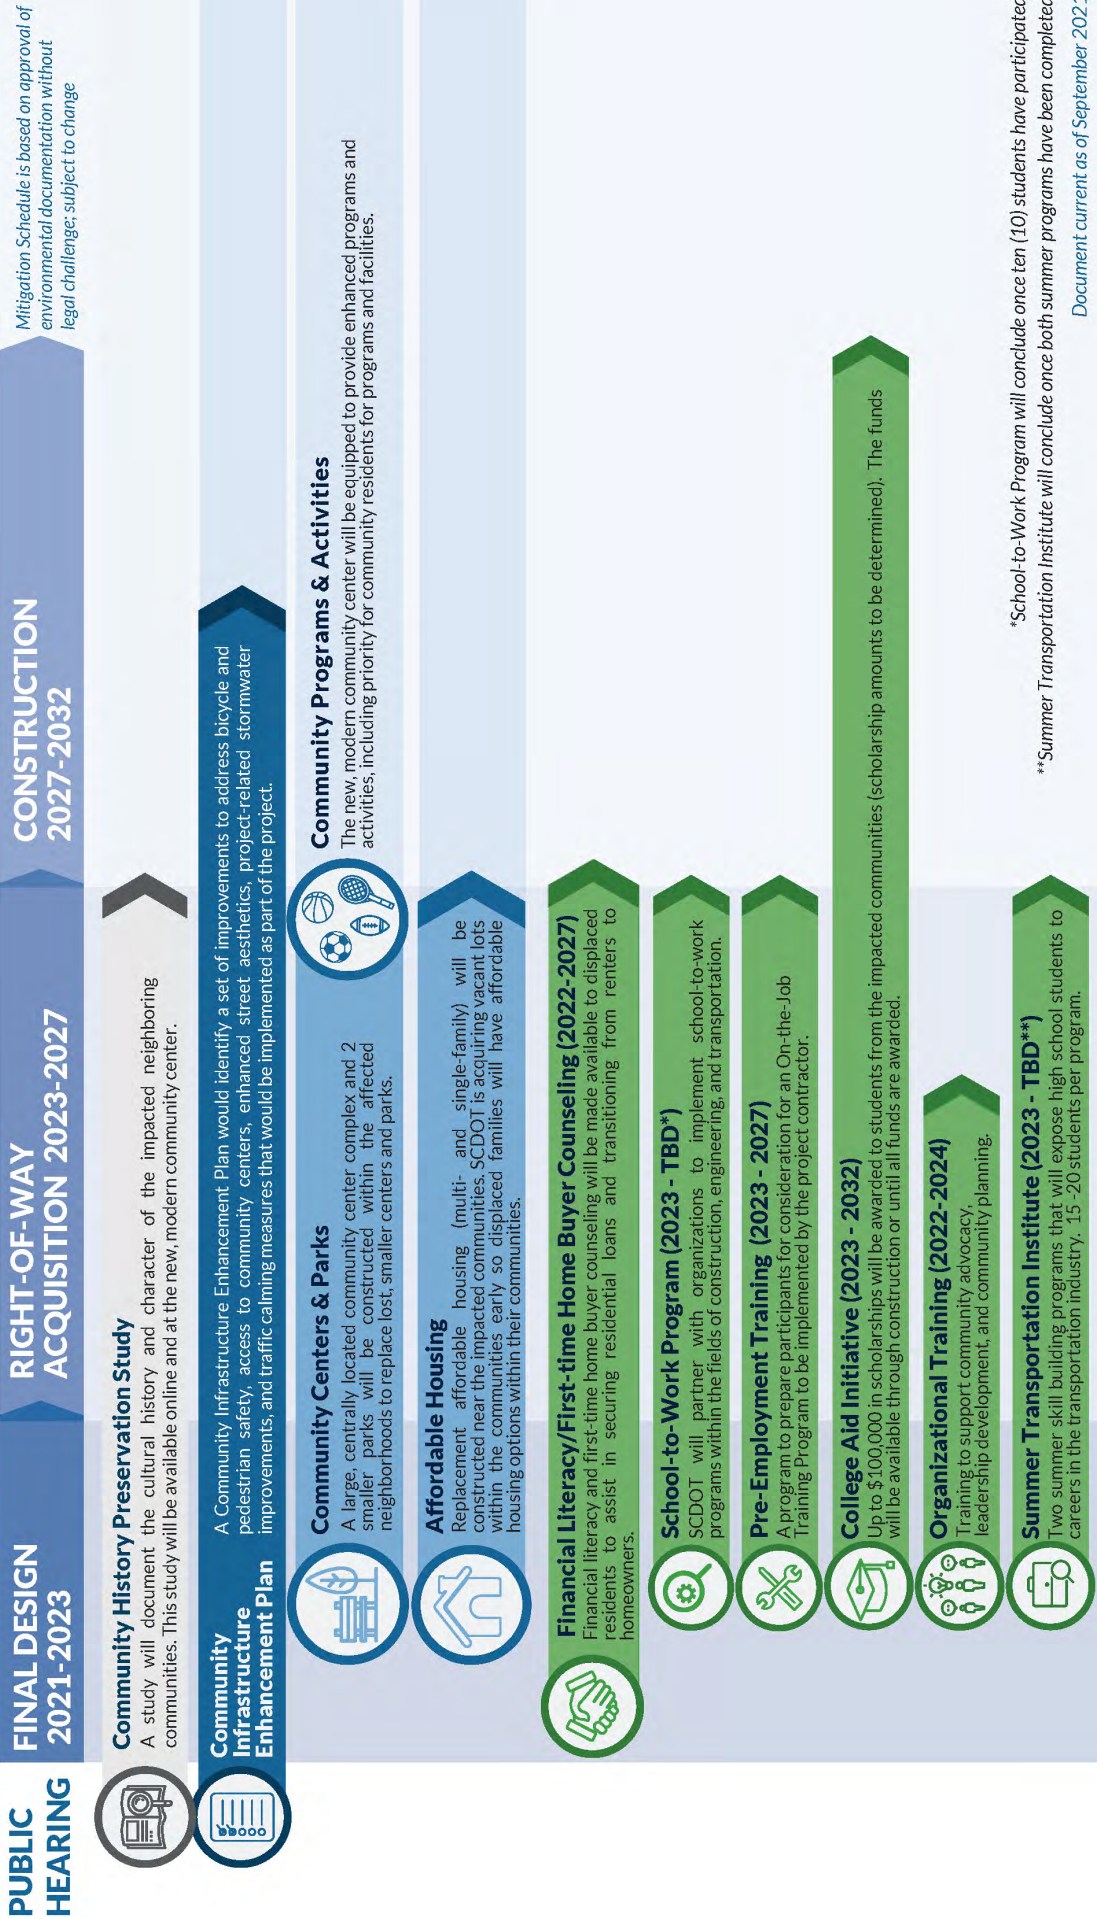 PUBLIC
HEARING
FINAL DESIGN
2021-2023
RIGHT-OF-WAY
ACQUISITION 2023-2027
CONSTRUCTION
2027-2032
Mitigation Schedule is based on approval of
environmental documentation without
legal challenge; subject to change
Community History Preservation Study
A study will document the cultural history and character of the impacted neighboring
communities. This study will be available online and at the new, modern community center.
Community
Infrastructure
Enhancement Plan
A Community Infrastructure Enhancement Plan would identify a set of improvements to address bicycle and
pedestrian safety, access to community centers, enhanced street aesthetics, project-related stormwater
improvements, and traffic calming measures that would be implemented as part of the project.
Community Centers & Parks
A large, centrally located community center complex and 2
smaller parks will be constructed within the affected
neighborhoods to replace lost, smaller centers and parks.
Community Programs & Activities
The new, modern community center will be equipped to provide enhanced programs and
activities, including priority for community residents for programs and facilities.
Affordable Housing
Replacement affordable housing (multi- and single-family) will be
constructed near the impacted communities. SCDOT is acquiring vacant lots
within the communities early so displaced families will have affordable
housing options within their communities.
Financial Literacy/First-time Home Buyer Counseling (2022-2027)
Financial literacy and first-time home buyer counseling will be made available to displaced
residents to assist in securing residential loans and transitioning from renters to
homeowners.
School-to-Work Program (2023 - TBD*)
SCDOT will partner with organizations to implement school-to-work
programs within the fields of construction, engineering, and transportation.
Pre-Employment Training (2023 - 2027)
A program to prepare participants for consideration for an On-the-Job
Training Program to be implemented by the project contractor.
College Aid Initiative (2023 - 2032)
Up to $100,000 in scholarships will be awarded to students from the impacted communities (scholarship amounts to be determined). The funds
will be available through construction or until all funds are awarded.
Organizational Training (2022-2024)
Training to support community advocacy,
leadership development, and community planning.
Summer Transportation Institute (2023 - TBD**)
Two summer skill building programs that will expose high school students to
careers in the transportation industry. 15 -20 students per program.
*School-to-Work Program will conclude once ten (10) students have participated
**Summer Transportation Institute will conclude once both summer programs have been completed
Document current as of September 2021